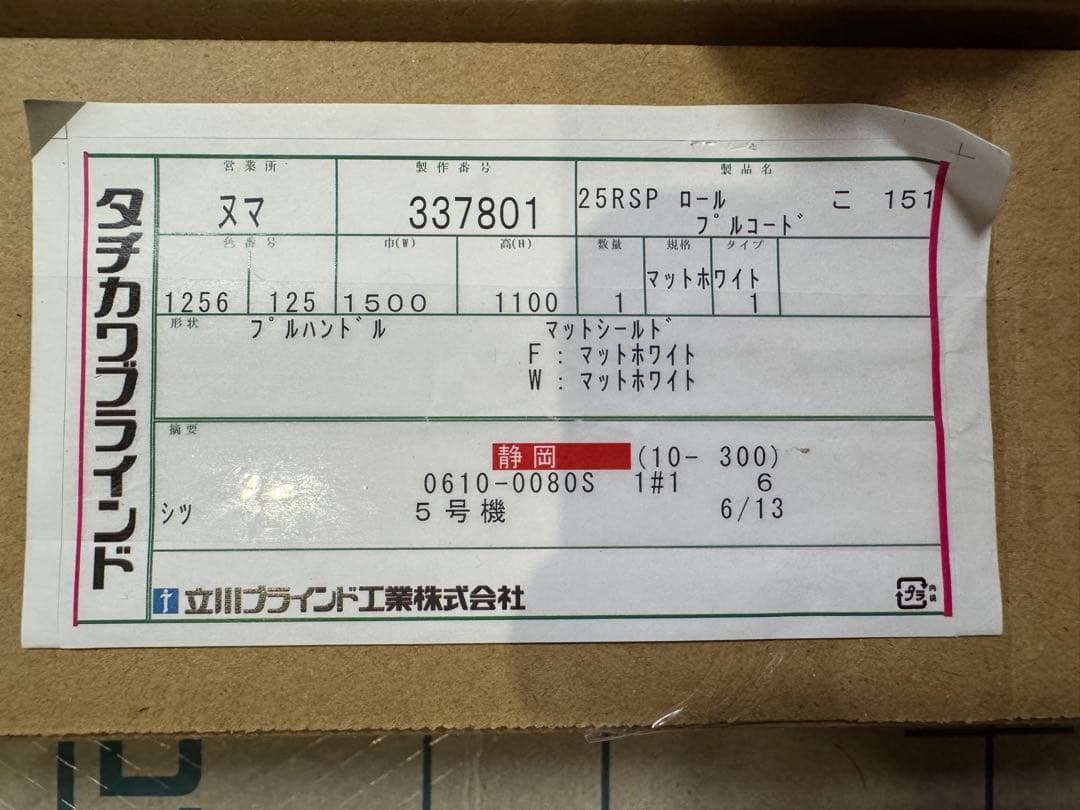 タチカワブラインド
営業所 製作番号 製品名
ヌマ 337801 25RSP ロール こ 151
プルコード
色番号 巾(W) 高(H) 数量 規格 タイプ
マットホワイト
1256 125 1500 1100 1 1
形状 プルハンドル マットシールド
F : マットホワイト
W : マットホワイト
摘要
静岡 (10- 300)
0610-0080S 1#1 6
シツ 5号機 6/13
立川ブラインド工業株式会社
プラ
内袋